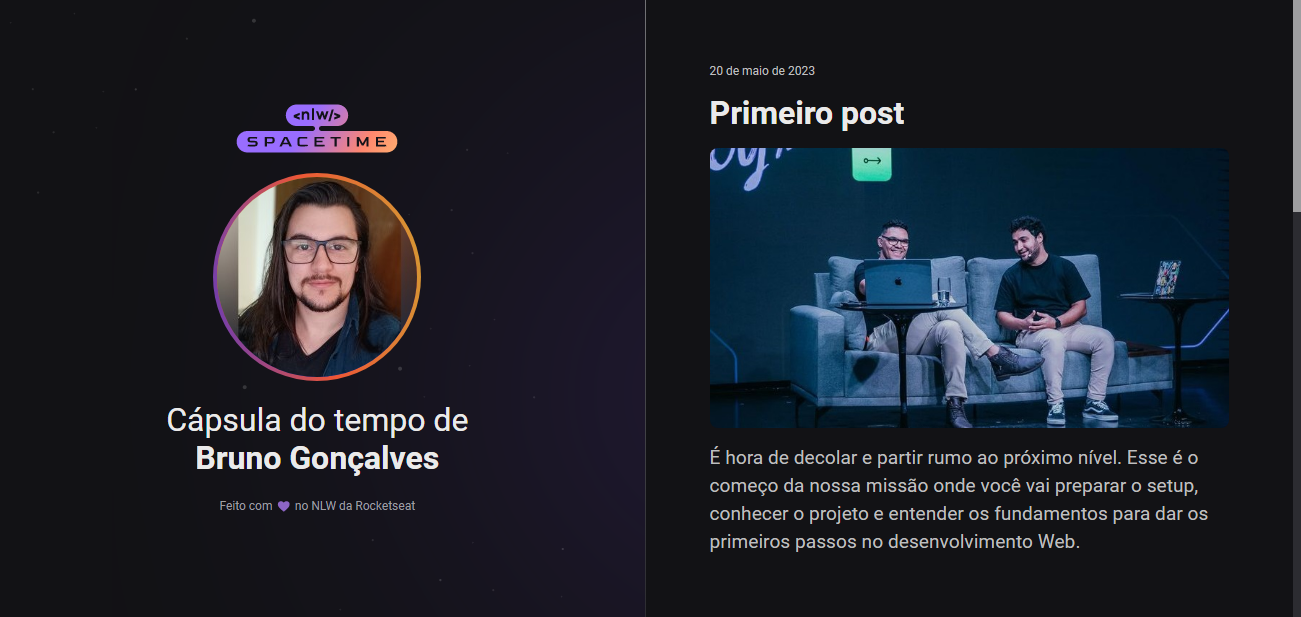 <nlw/>
SPACETIME
Cápsula do tempo de
Bruno Gonçalves
Feito com 💜 no NLW da Rocketseat
20 de maio de 2023
Primeiro post
É hora de decolar e partir rumo ao próximo nível. Esse é o
começo da nossa missão onde você vai preparar o setup,
conhecer o projeto e entender os fundamentos para dar os
primeiros passos no desenvolvimento Web.